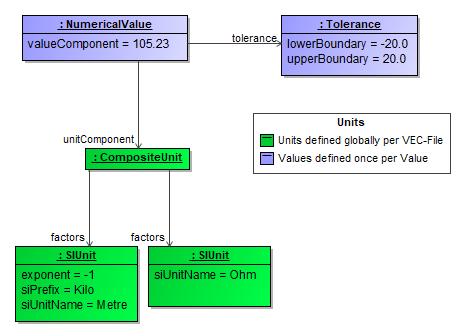 : NumericalValue
valueComponent = 105.23
tolerance
: Tolerance
lowerBoundary = -20.0
upperBoundary = 20.0
Units
Units defined globally per VEC-File
Values defined once per Value
unitComponent
: CompositeUnit
factors
factors
: SIUnit
exponent = -1
siPrefix = Kilo
siUnitName = Metre
: SIUnit
siUnitName = Ohm